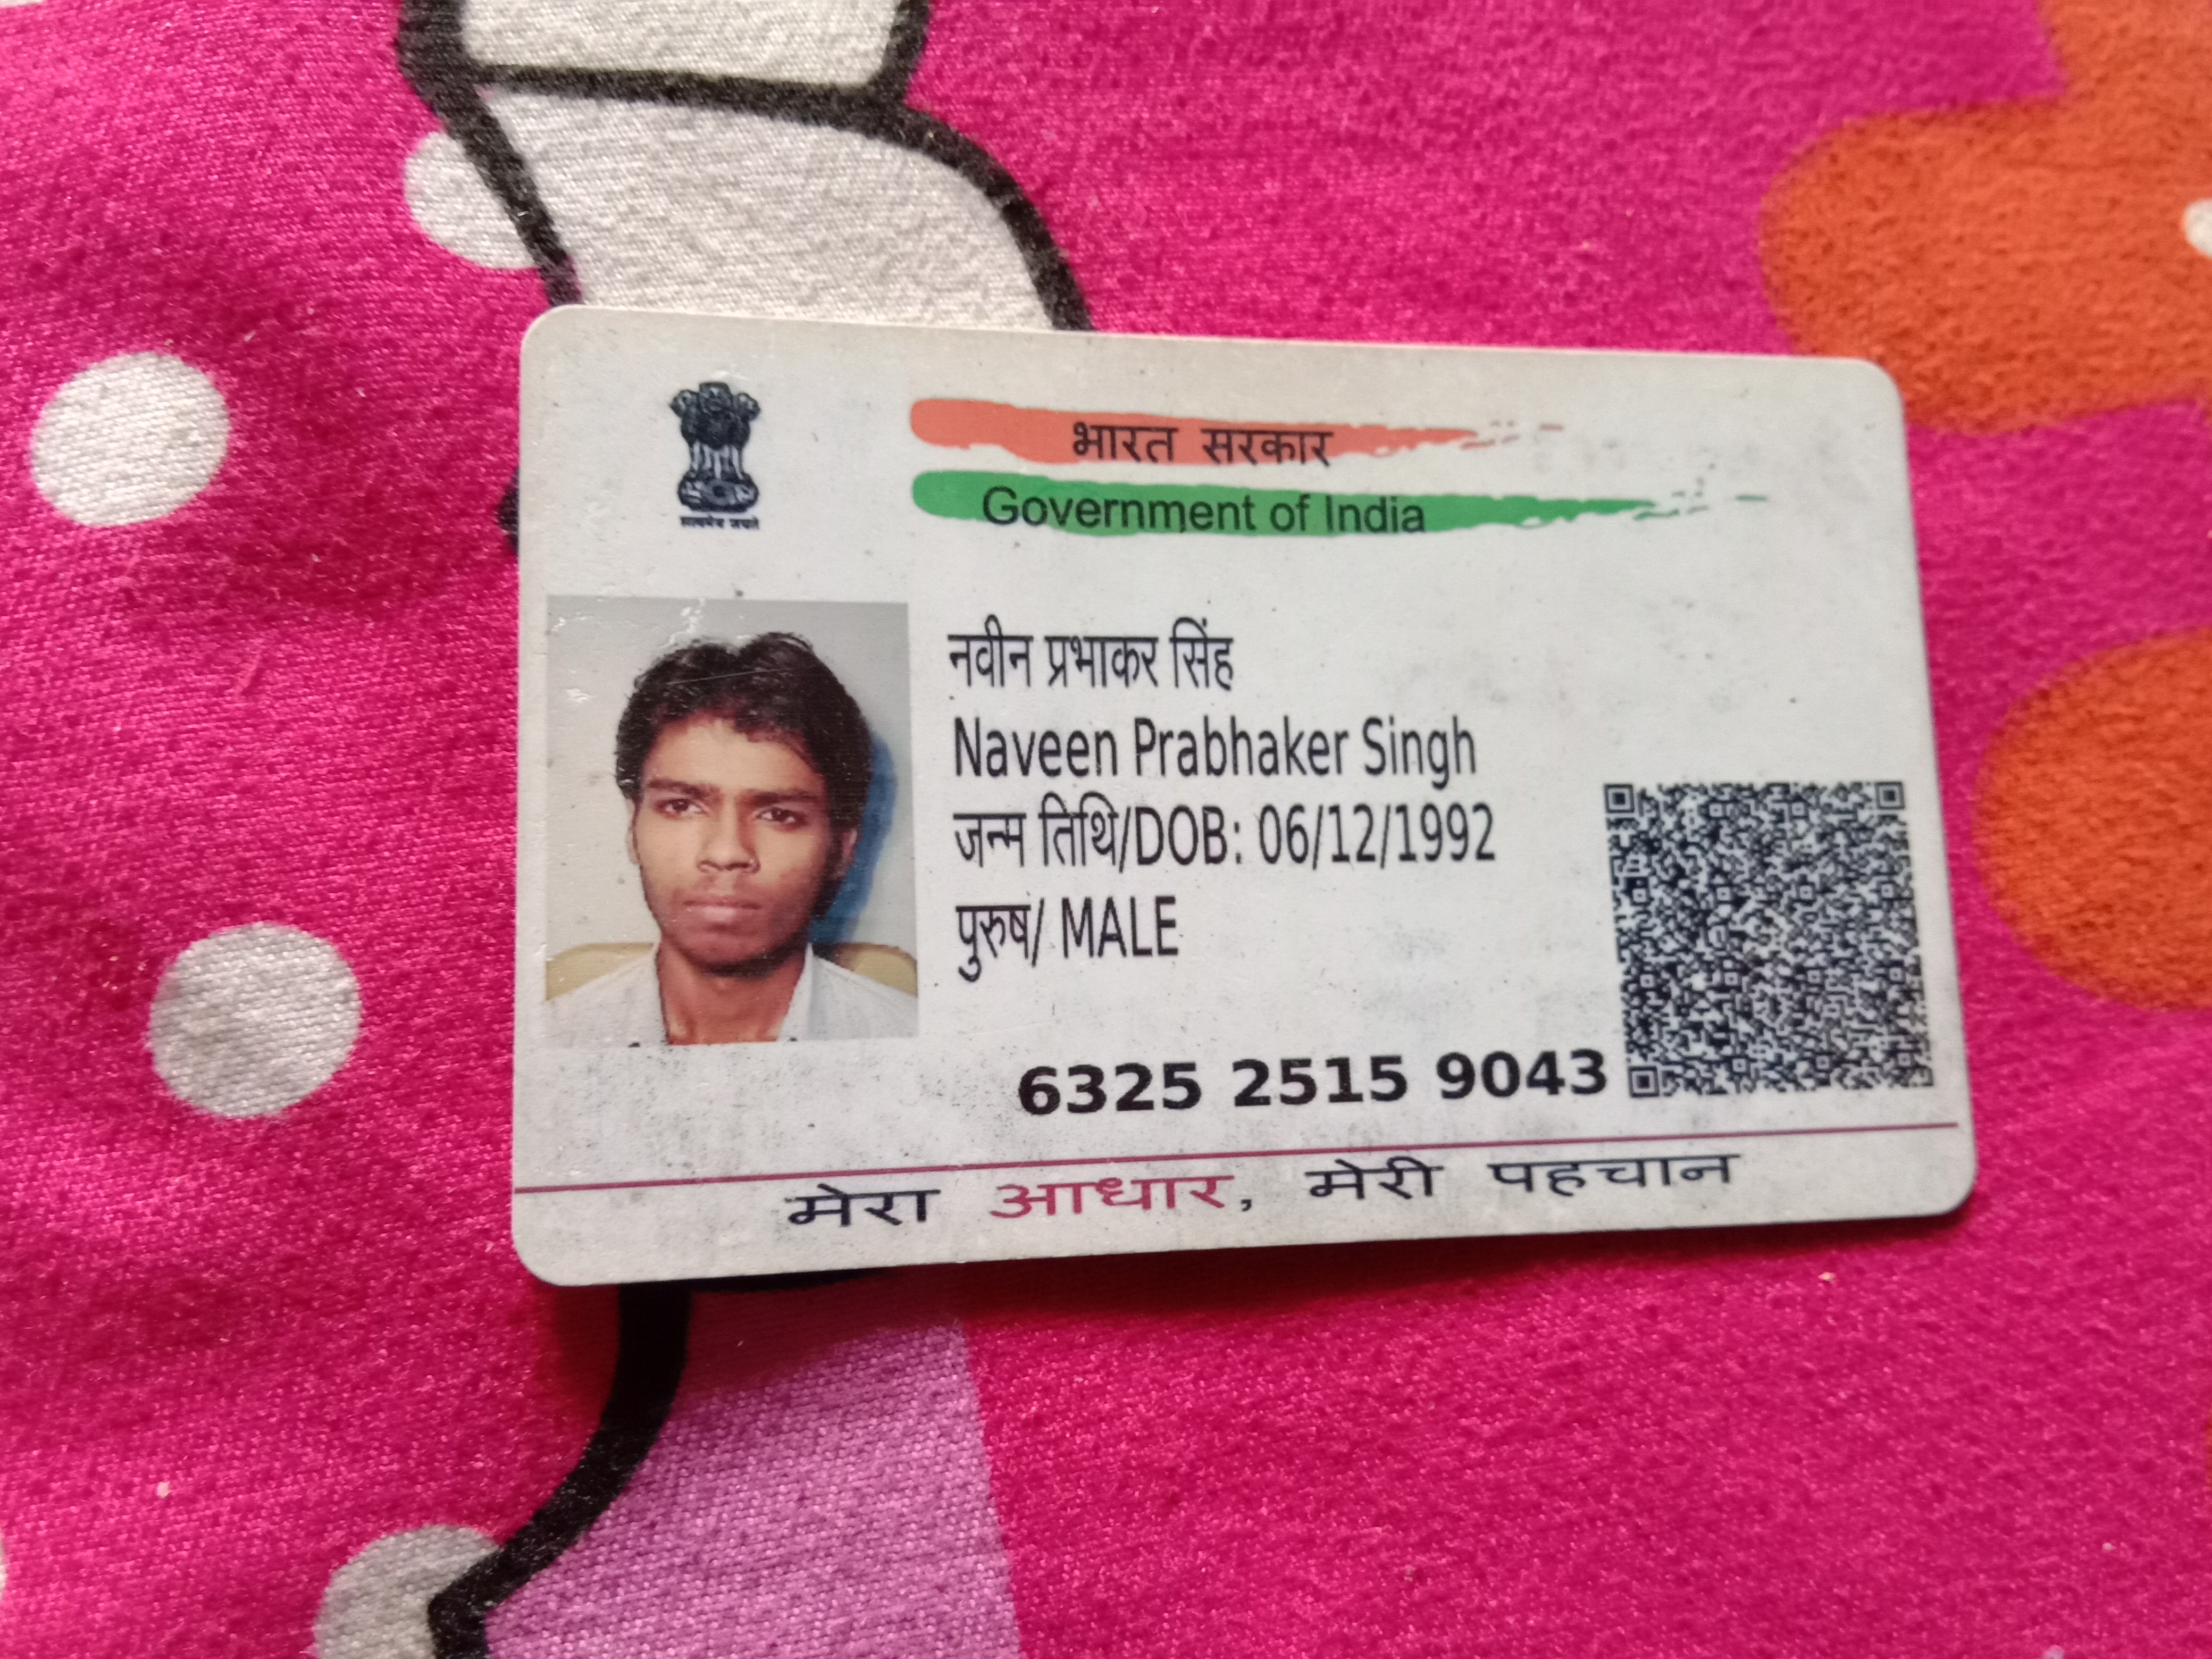 सत्यमेव जयते
भारत सरकार
Government of India
नवीन प्रभाकर सिंह
Naveen Prabhaker Singh
जन्म तिथि/DOB: 06/12/1992
पुरुष/ MALE
6325 2515 9043
मेरा आधार, मेरी पहचान